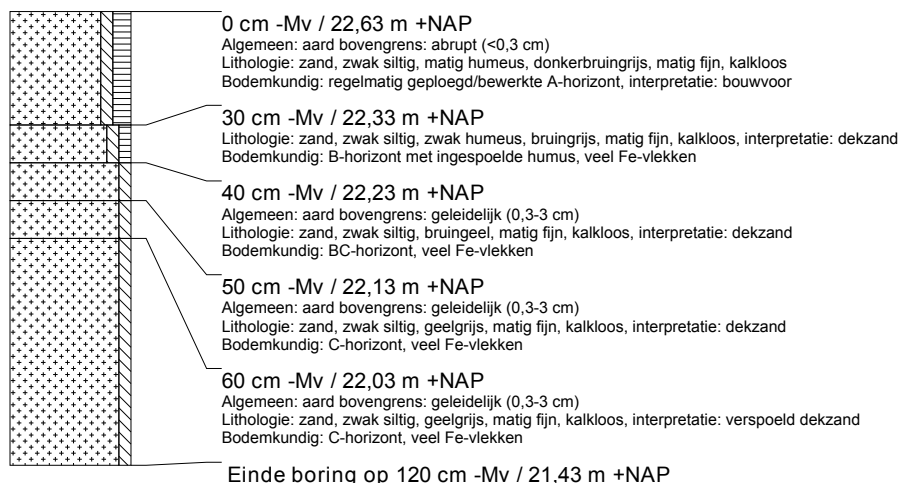 0 cm -Mv / 22,63 m +NAP
Algemeen: aard bovengrens: abrupt (<0,3 cm)
Lithologie: zand, zwak siltig, matig humeus, donkerbruingrijs, matig fijn, kalkloos
Bodemkundig: regelmatig geploegd/bewerkte A-horizont, interpretatie: bouwvoor
30 cm -Mv / 22,33 m +NAP
Lithologie: zand, zwak siltig, zwak humeus, bruingrijs, matig fijn, kalkloos, interpretatie: dekzand
Bodemkundig: B-horizont met ingespoelde humus, veel Fe-vlekken
40 cm -Mv / 22,23 m +NAP
Algemeen: aard bovengrens: geleidelijk (0,3-3 cm)
Lithologie: zand, zwak siltig, bruingeel, matig fijn, kalkloos, interpretatie: dekzand
Bodemkundig: BC-horizont, veel Fe-vlekken
50 cm -Mv / 22,13 m +NAP
Algemeen: aard bovengrens: geleidelijk (0,3-3 cm)
Lithologie: zand, zwak siltig, geelgrijs, matig fijn, kalkloos, interpretatie: dekzand
Bodemkundig: C-horizont, veel Fe-vlekken
60 cm -Mv / 22,03 m +NAP
Algemeen: aard bovengrens: geleidelijk (0,3-3 cm)
Lithologie: zand, zwak siltig, geelgrijs, matig fijn, kalkloos, interpretatie: verspoeld dekzand
Bodemkundig: C-horizont, veel Fe-vlekken
Einde boring op 120 cm -Mv / 21,43 m +NAP